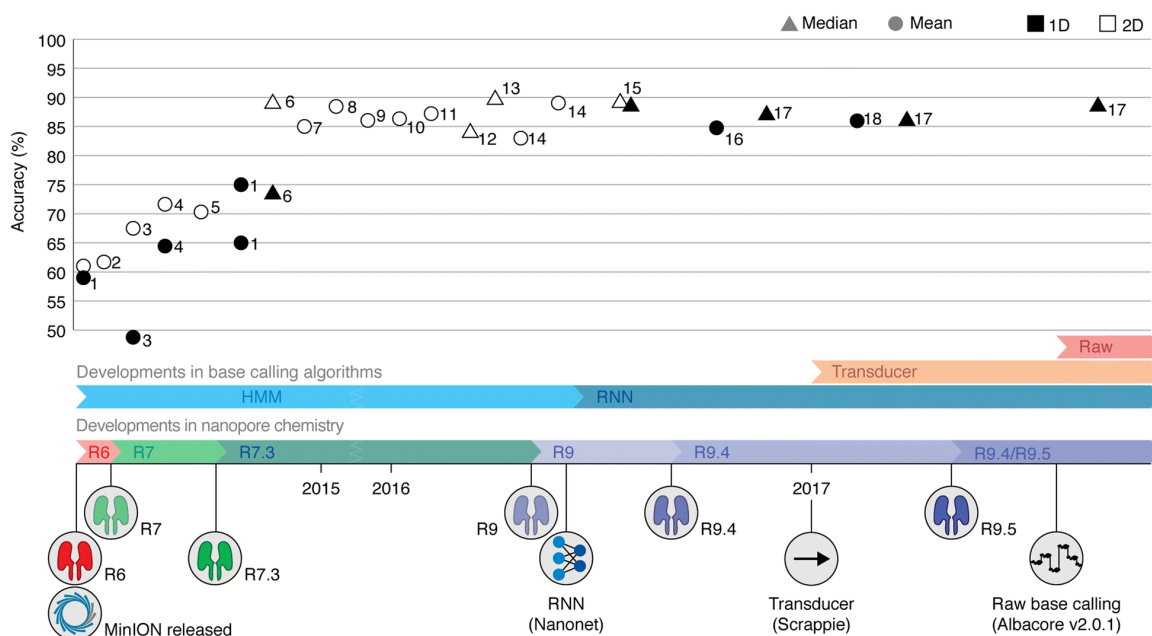 Median Mean 1D 2D
100
95
90
85
80
75
70
65
60
55
50
Accuracy (%)
1
2
3
3
4
4
5
1
1
6
6
7
8
9
10
11
12
13
14
14
15
16
17
18
17
17
Raw
Developments in base calling algorithms
Transducer
HMM RNN
Developments in nanopore chemistry
R6 R7 R7.3 R9 R9.4 R9.4/R9.5
2015 2016 2017
R7 R9 R9.4 R9.5
R6 R7.3
RNN
(Nanonet)
Transducer
(Scrappie)
Raw base calling
(Albacore v2.0.1)
MinION released